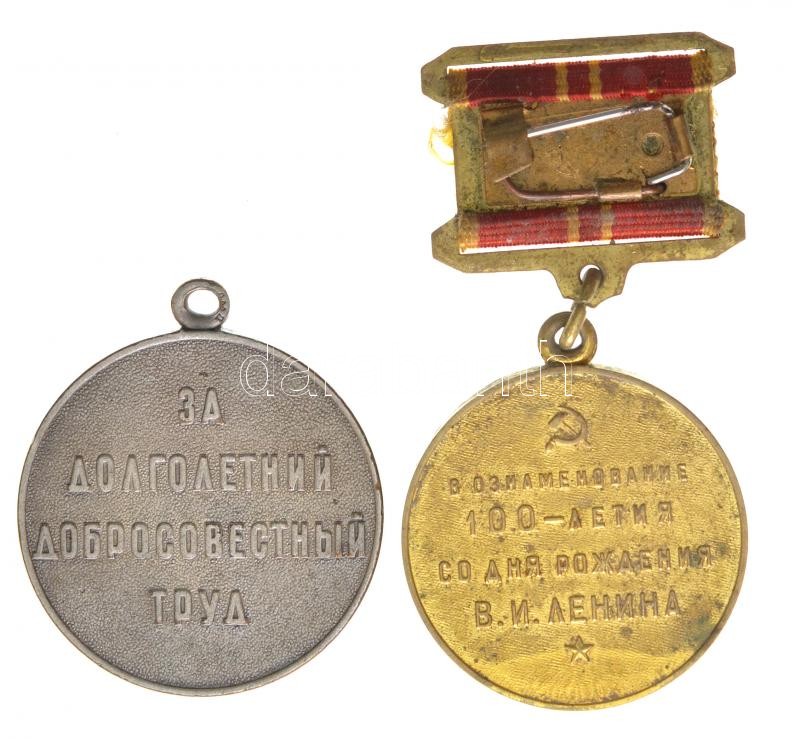 ЗА
ДОЛГОЛЕТНИЙ
ДОБРОСОВЕСТНЫЙ
ТРУД
В ОЗНАМЕНОВАНИЕ
100-ЛЕТИЯ
СО ДНЯ РОЖДЕНИЯ
В.И. ЛЕНИНА